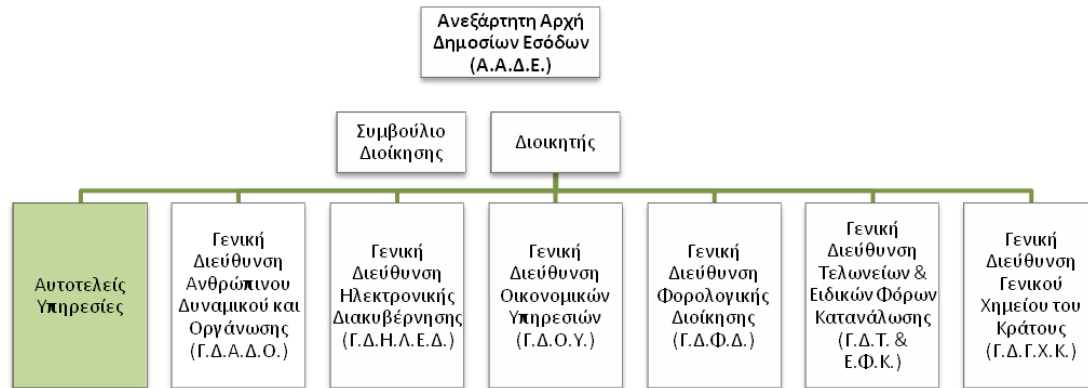 Ανεξάρτητη Αρχή
Δημοσίων Εσόδων
(Α.Α.Δ.Ε.)
Συμβούλιο
Διοίκησης
Διοικητής
Αυτοτελείς
Υπηρεσίες
Γενική
Διεύθυνση
Ανθρώπινου
Δυναμικού και
Οργάνωσης
(Γ.Δ.Α.Δ.Ο.)
Γενική
Διεύθυνση
Ηλεκτρονικής
Διακυβέρνησης
(Γ.Δ.Η.Λ.Ε.Δ.)
Γενική
Διεύθυνση
Οικονομικών
Υπηρεσιών
(Γ.Δ.Ο.Υ.)
Γενική
Διεύθυνση
Φορολογικής
Διοίκησης
(Γ.Δ.Φ.Δ.)
Γενική
Διεύθυνση
Τελωνείων &
Ειδικών Φόρων
Κατανάλωσης
(Γ.Δ.Τ. &
Ε.Φ.Κ.)
Γενική
Διεύθυνση
Γενικού
Χημείου του
Κράτους
(Γ.Δ.Γ.Χ.Κ.)